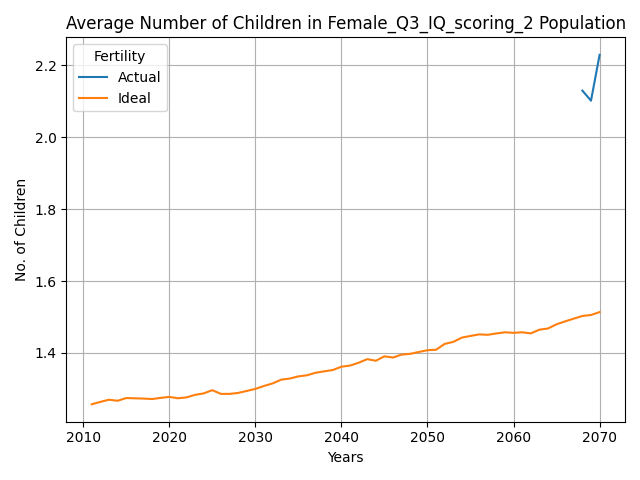 Average Number of Children in Female_Q3_IQ_scoring_2 Population
Fertility
Actual
Ideal
No. of Children
2.2
2.0
1.8
1.6
1.4
2010 2020 2030 2040 2050 2060 2070
Years